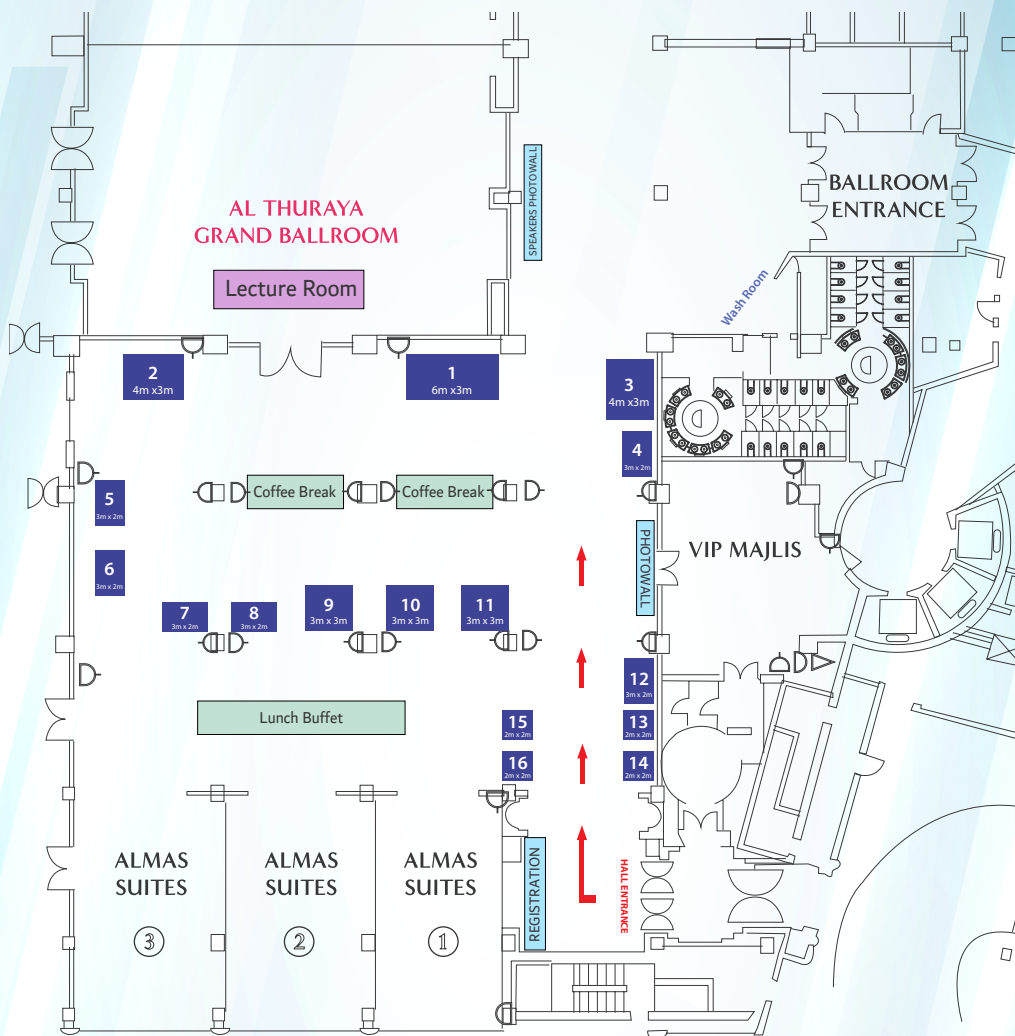 SPEAKERS PHOTOWALL
BALLROOM
ENTRANCE
AL THURAYA
GRAND BALLROOM
Lecture Room
Wash Room
2
4m x3m
1
6m x3m
3
4m x3m
4
3m x 2m
5
3m x 2m
Coffee Break
Coffee Break
6
3m x 2m
PHOTOWALL
VIP MAJLIS
7
3m x 2m
8
3m x 2m
9
3m x 3m
10
3m x 3m
11
3m x 3m
12
3m x 2m
Lunch Buffet
15
2m x 2m
13
2m x 2m
16
2m x 2m
14
2m x 2m
ALMAS
SUITES
3
ALMAS
SUITES
2
ALMAS
SUITES
1
REGISTRATION
HALL ENTRANCE